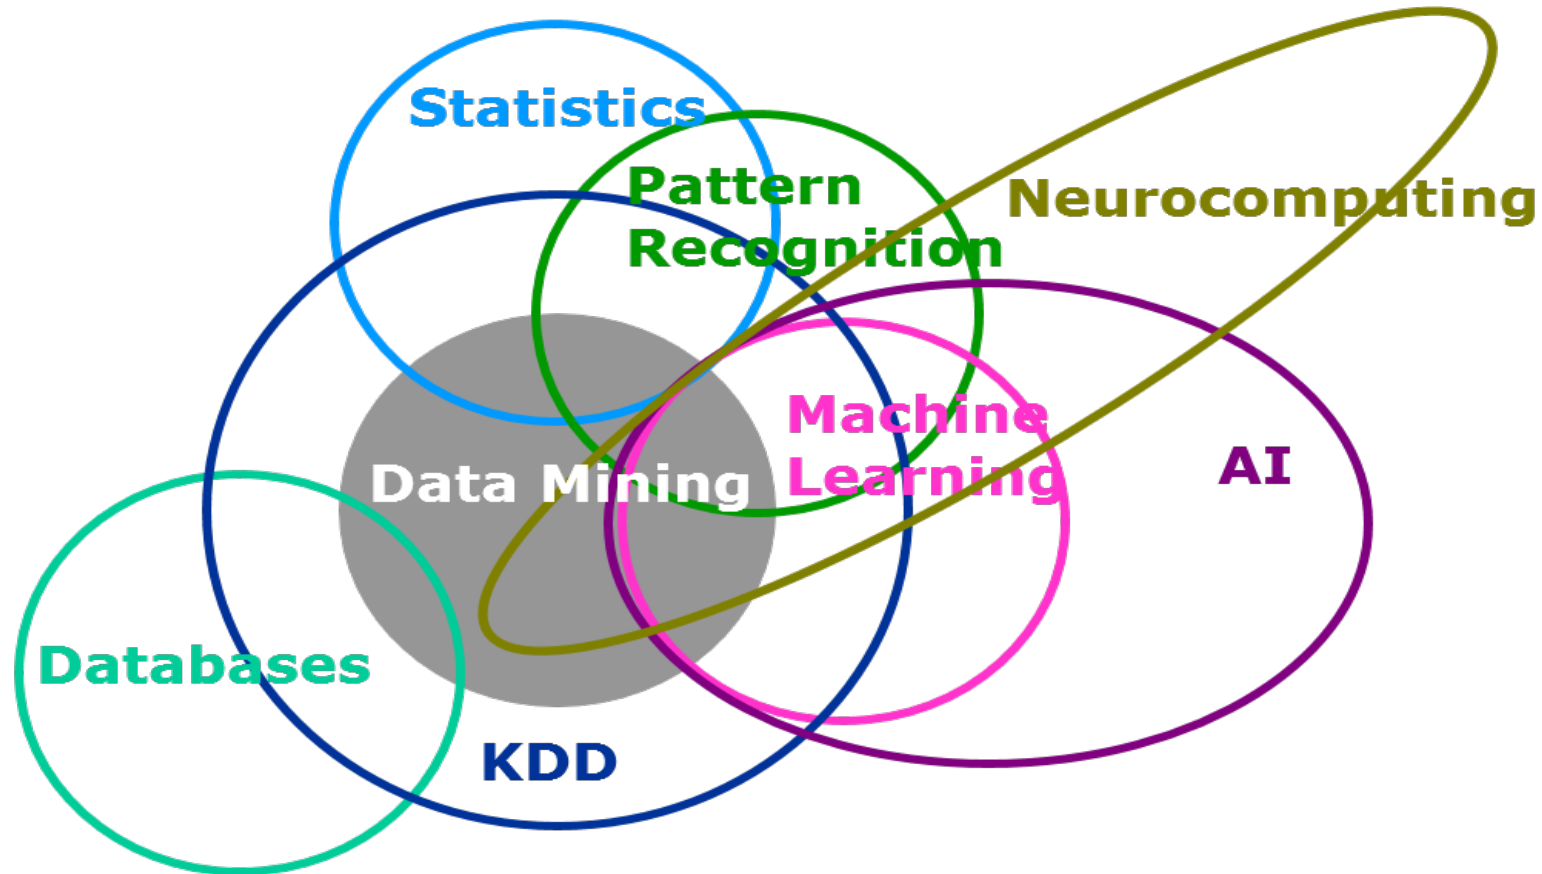 Statistics
Pattern
Recognition
Neurocomputing
Machine
Learning
AI
Data Mining
Databases
KDD